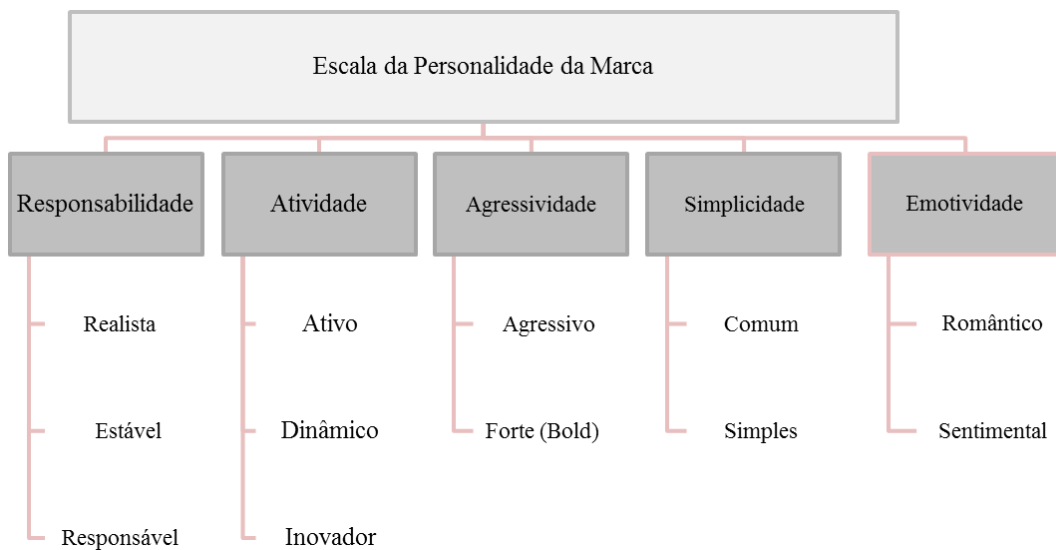 Escala da Personalidade da Marca
Responsabilidade
Atividade
Agressividade
Simplicidade
Emotividade
Realista
Ativo
Agressivo
Comum
Romântico
Estável
Dinâmico
Forte (Bold)
Simples
Sentimental
Responsável
Inovador